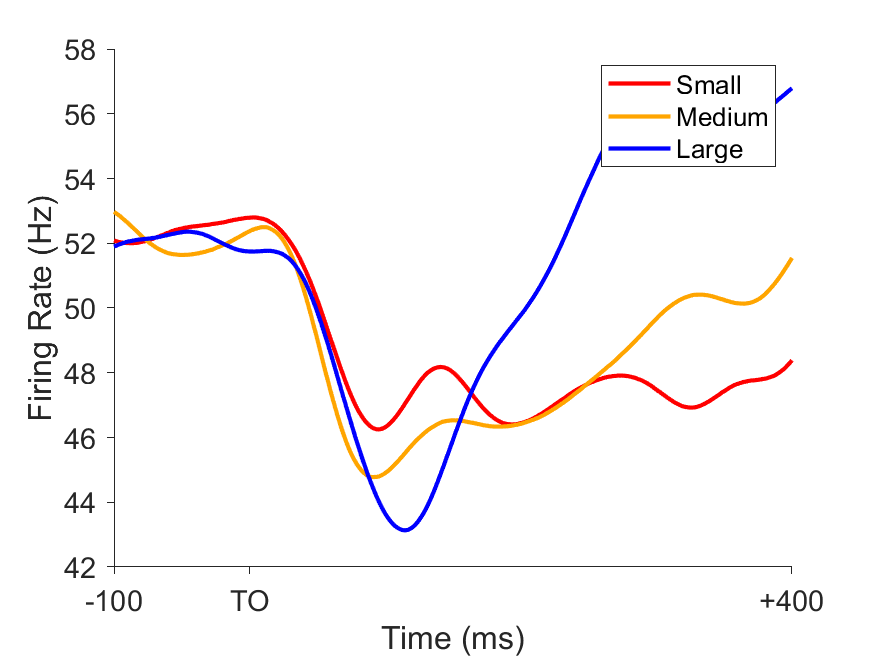 58
56
54
52
50
48
46
44
42
Firing Rate (Hz)
Small
Medium
Large
-100
TO
+400
Time (ms)